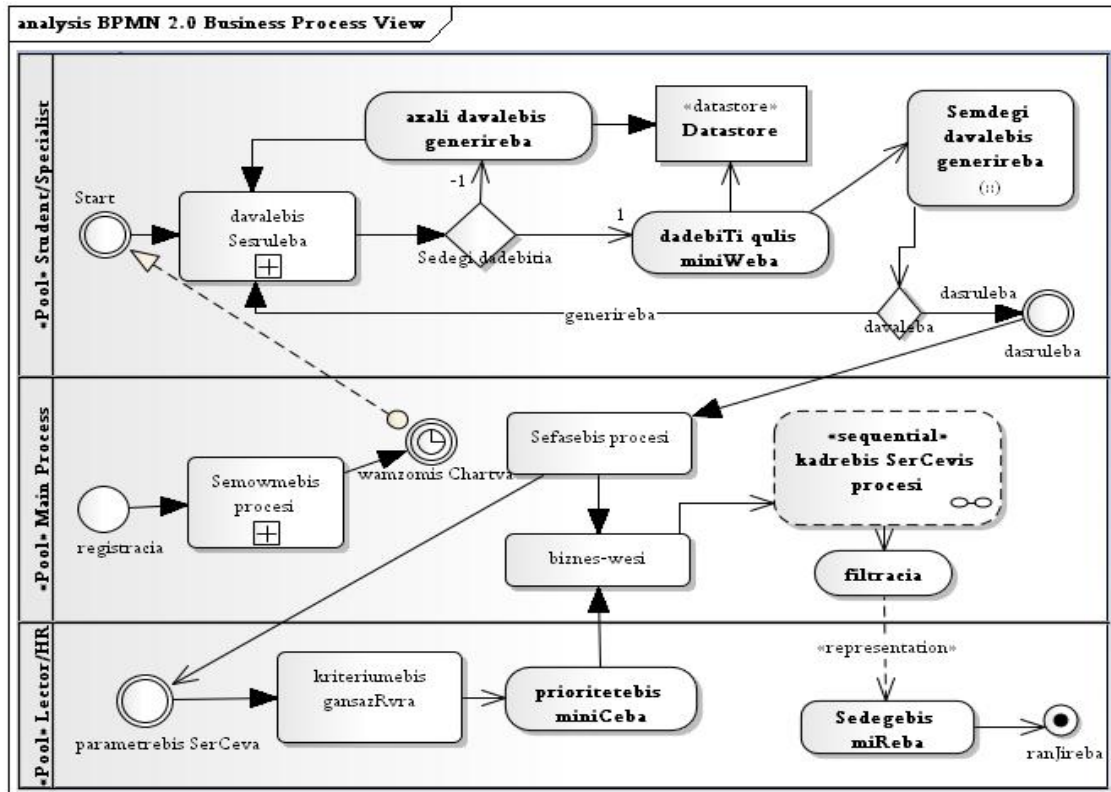 analysis BPMN 2.0 Business Process View
«Pool» Student/Specialist
axali davalebis
generireba
«datastore»
Datastore
Semdegi
davalebis
generireba
(::)
-1
Start
davalebis
Sesruleba
Sedegi dadebitia
1
dadebiTi qulis
miniWeba
generireba
davaleba
dasruleba
dasruleba
«Pool» Main Process
registracia
Semowmebis
procesi
wamzomis Chartva
Sefasebis procesi
biznes-wesi
«sequential»
kadrebis SerCevis
procesi
filtracia
«Pool» Lector/HR
parametrebis SerCeva
kriteriumebis
gansazRvra
prioritetebis
miniCeba
«representation»
Sedegebis
miReba
ranJireba